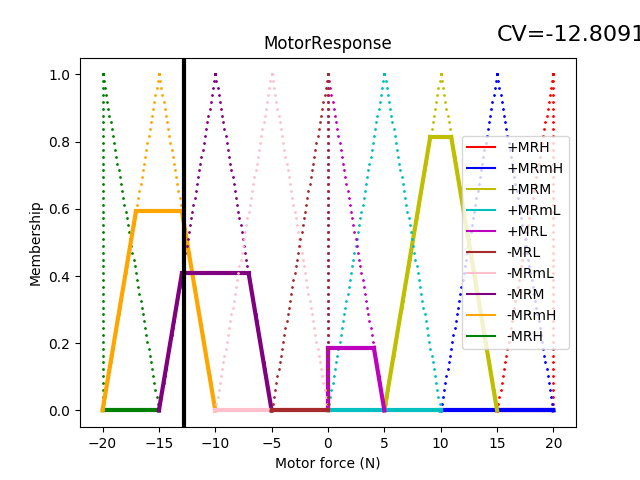 CV=-12.8091
MotorResponse
Membership
1.0
0.8
0.6
0.4
0.2
0.0
+MRH
+MRmH
+MRM
+MRmL
+MRL
-MRL
-MRmL
-MRM
-MRmH
-MRH
−20 −15 −10 −5 0 5 10 15 20
Motor force (N)